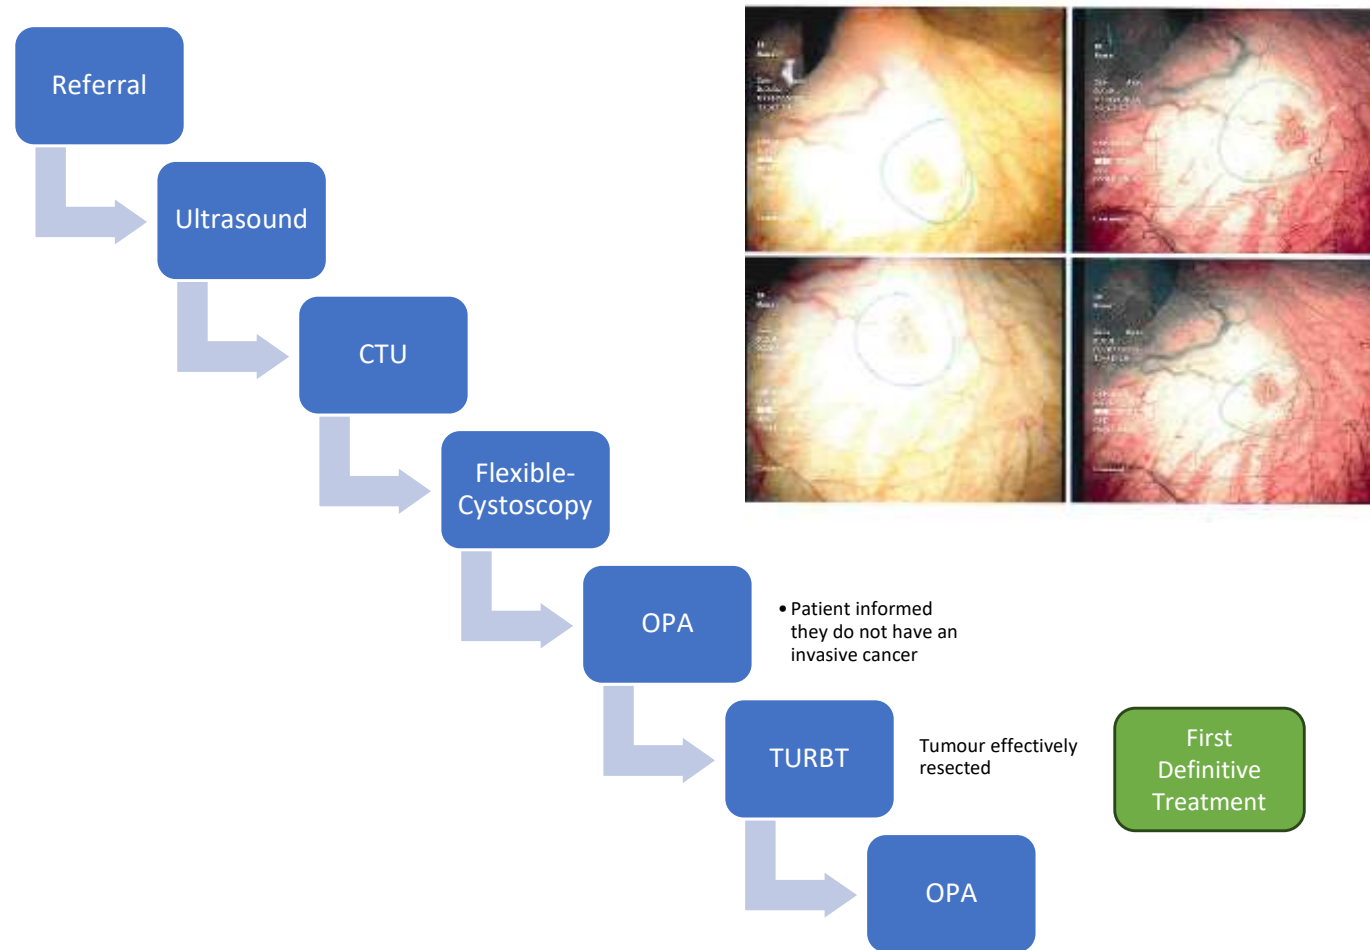 Referral
Ultrasound
CTU
Flexible-
Cystoscopy
OPA
• Patient informed
they do not have an
invasive cancer
TURBT
Tumour effectively
resected
First
Definitive
Treatment
OPA